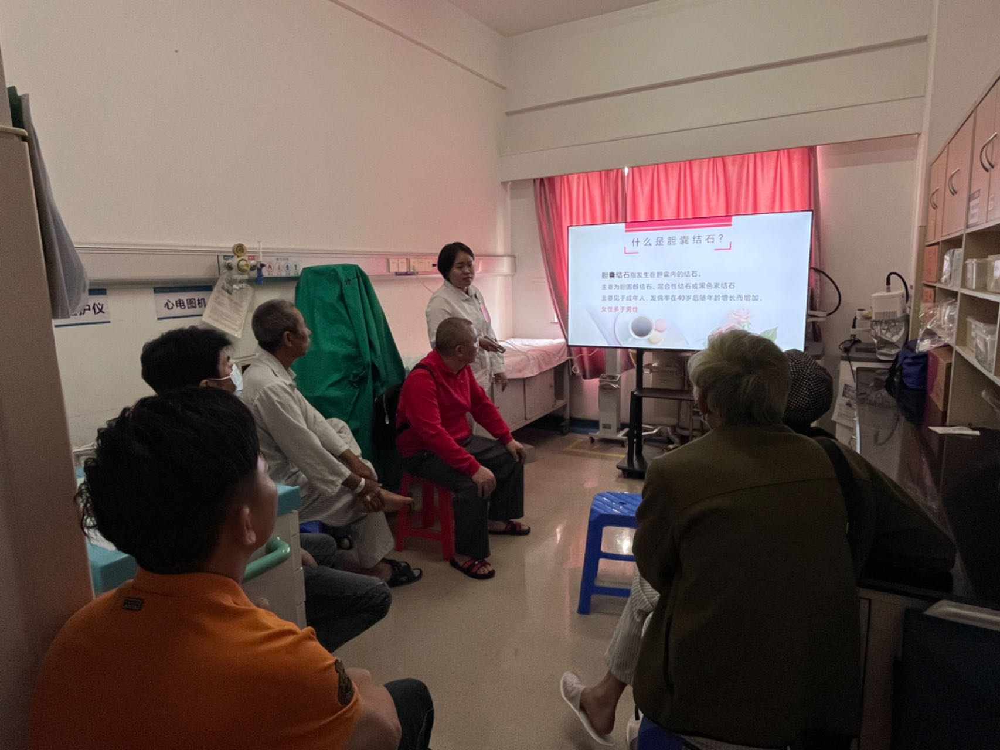 什么是胆囊结石？
胆囊结石指发生在胆囊内的结石。
主要为胆固醇结石、混合性结石或黑色素结石
主要见于成年人，发病率在40岁后随年龄增长而增加。
女性多于男性
护仪
心电图机